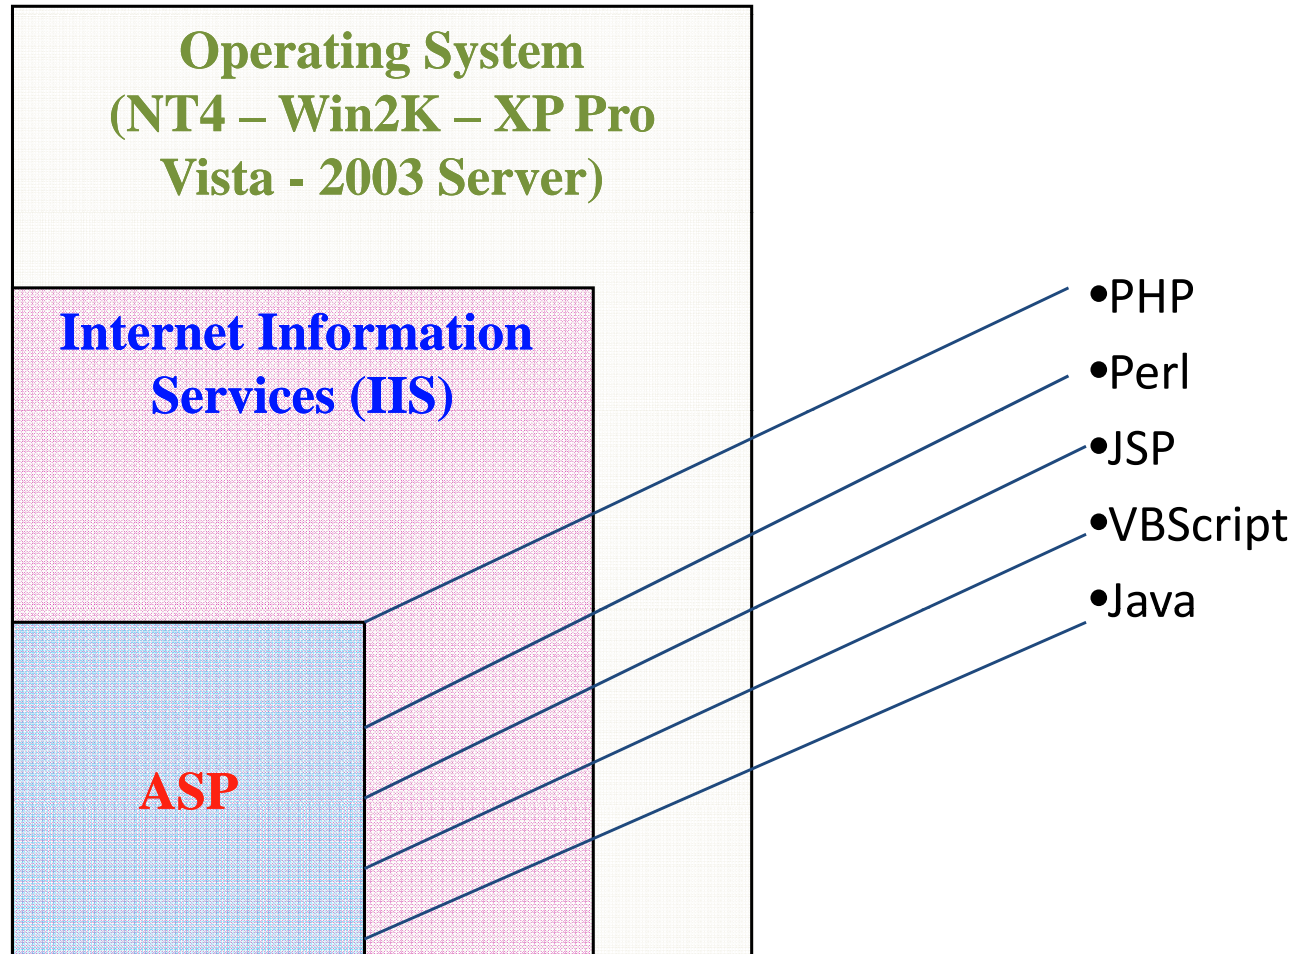 Operating System
(NT4 – Win2K – XP Pro
Vista - 2003 Server)
Internet Information
Services (IIS)
ASP
•PHP
•Perl
•JSP
•VBScript
•Java